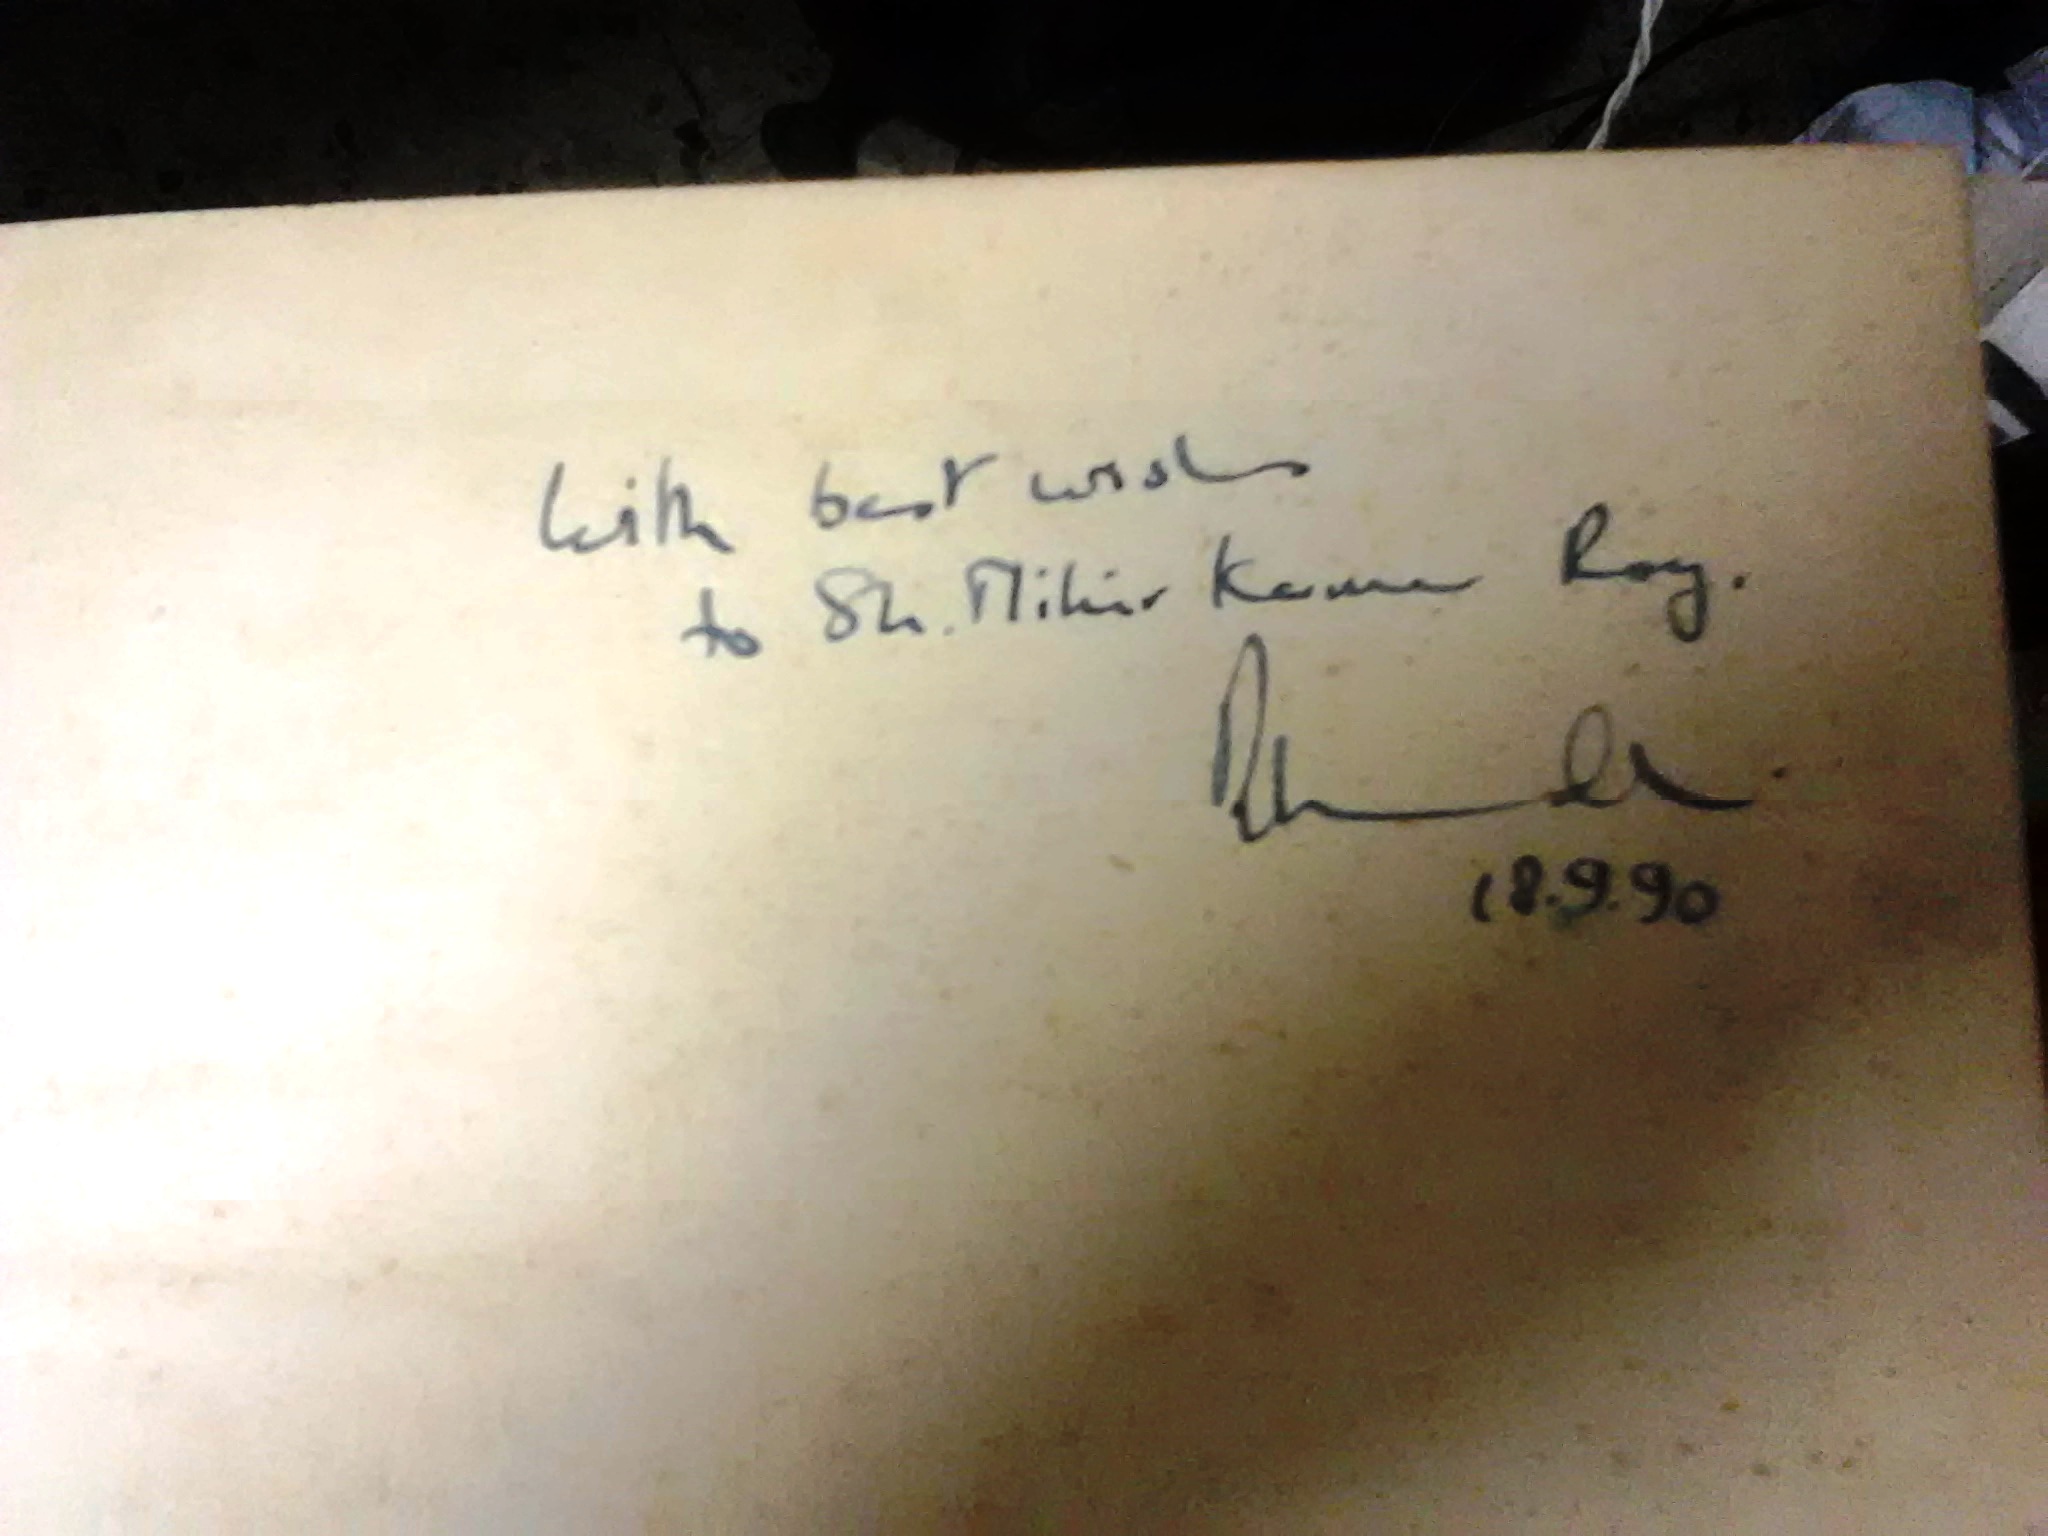 With best wishes
to Sh. Mihir Kumar Roy.
18.9.90